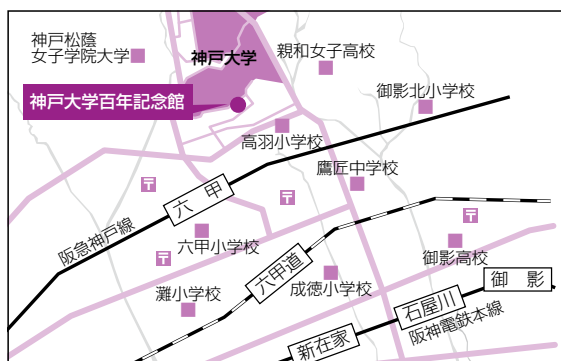 神戸松蔭
女子学院大学
神戸大学
親和女子高校
神戸大学百年記念館
御影北小学校
高羽小学校
鷹匠中学校
六甲
阪急神戸線
六甲小学校
六甲道
御影高校
灘小学校
成徳小学校
御影
石屋川
阪神電鉄本線
新在家